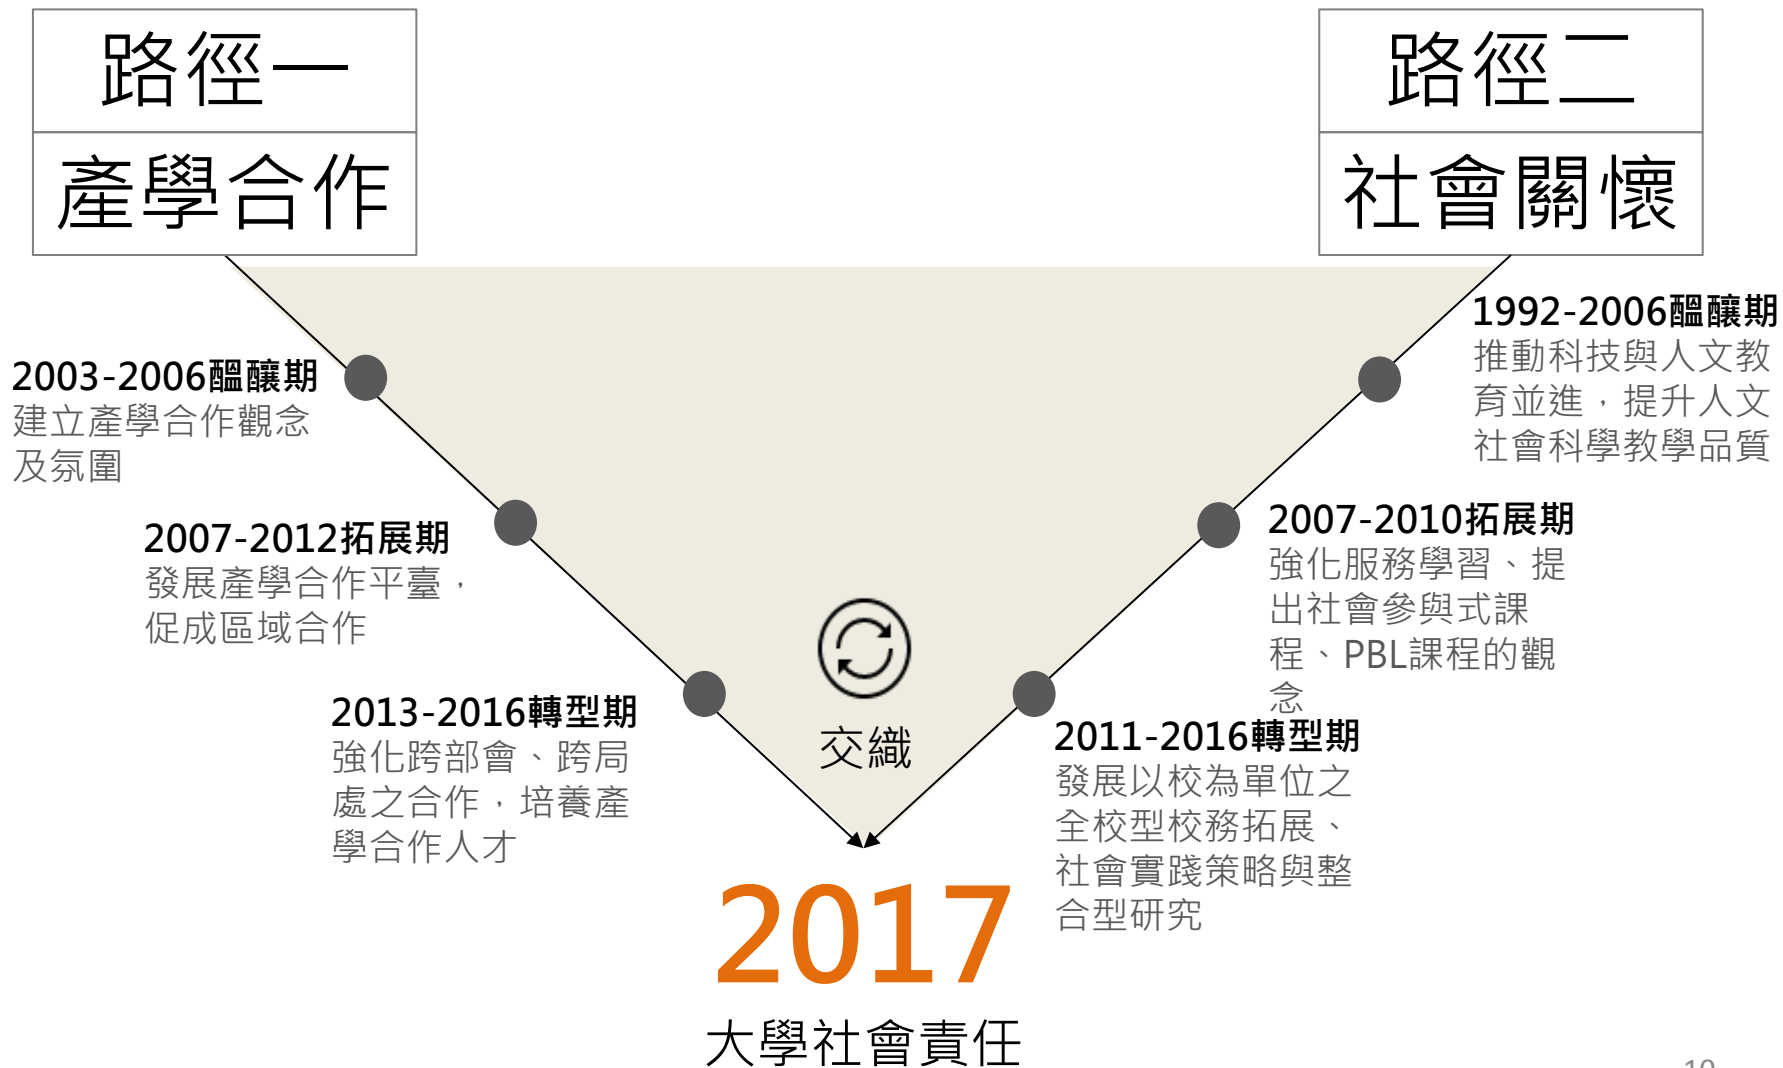 路徑一
產學合作
路徑二
社會關懷
2003-2006醞釀期
建立產學合作觀念
及氛圍
2007-2012拓展期
發展產學合作平臺，
促成區域合作
2013-2016轉型期
強化跨部會、跨局
處之合作，培養產
學合作人才
1992-2006醞釀期
推動科技與人文教
育並進，提升人文
社會科學教學品質
2007-2010拓展期
強化服務學習、提
出社會參與式課
程、PBL課程的觀
念
2011-2016轉型期
發展以校為單位之
全校型校務拓展、
社會實踐策略與整
合型研究
交織
2017
大學社會責任
10